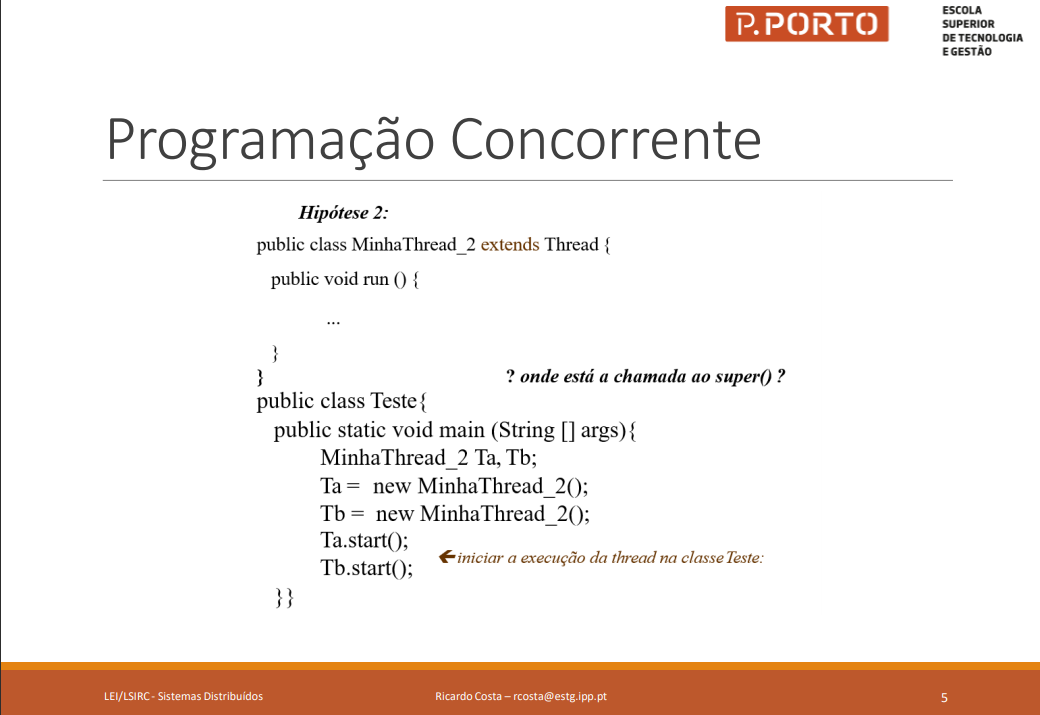 P.PORTO
ESCOLA
SUPERIOR
DE TECNOLOGIA
E GESTÃO
Programação Concorrente
Hipótese 2:
public class MinhaThread_2 extends Thread {
public void run () {
...
}
} ? onde está a chamada ao super() ?
public class Teste{
public static void main (String [] args){
MinhaThread_2 Ta, Tb;
Ta = new MinhaThread_2();
Tb = new MinhaThread_2();
Ta.start();
🡸iniciar a execução da thread na classe Teste:
Tb.start();
}}
LEI/LSIRC - Sistemas Distribuídos Ricardo Costa – rcosta@estg.ipp.pt 5